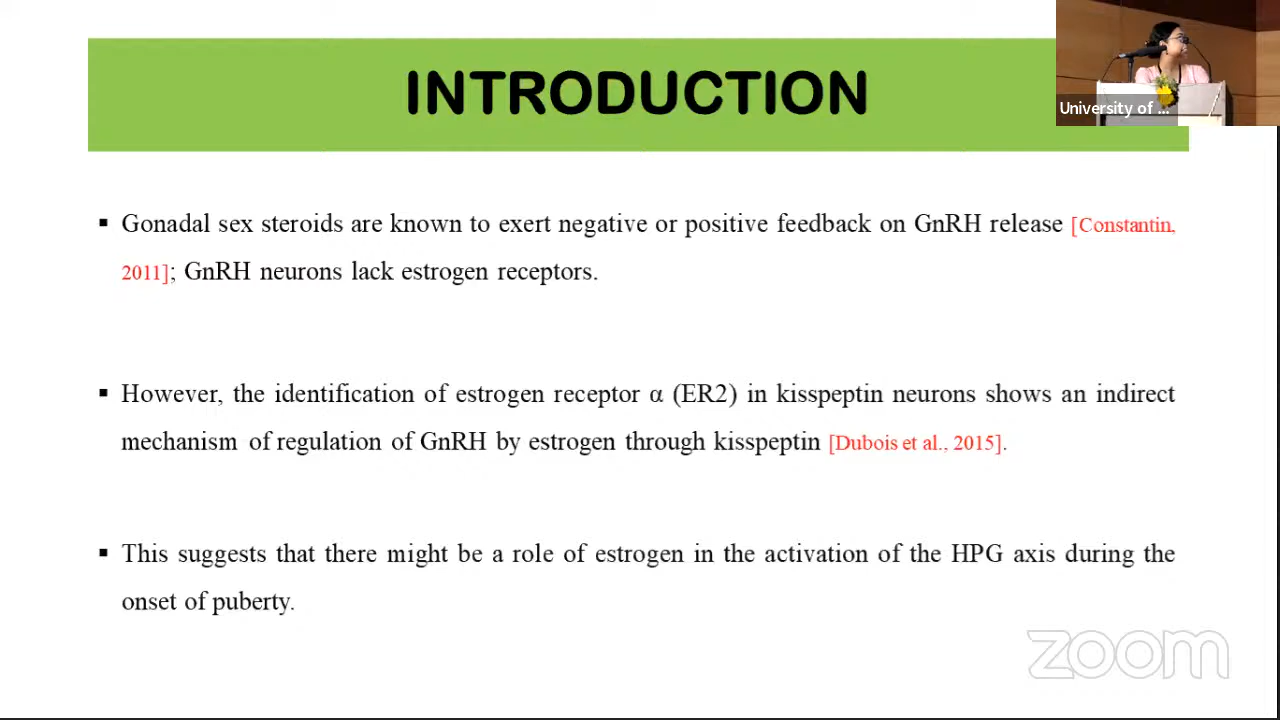 INTRODUCTION
University of ...
▪ Gonadal sex steroids are known to exert negative or positive feedback on GnRH release [Constantin,
2011]; GnRH neurons lack estrogen receptors.
▪ However, the identification of estrogen receptor α (ER2) in kisspeptin neurons shows an indirect
mechanism of regulation of GnRH by estrogen through kisspeptin [Dubois et al., 2015].
▪ This suggests that there might be a role of estrogen in the activation of the HPG axis during the
onset of puberty.
zoom